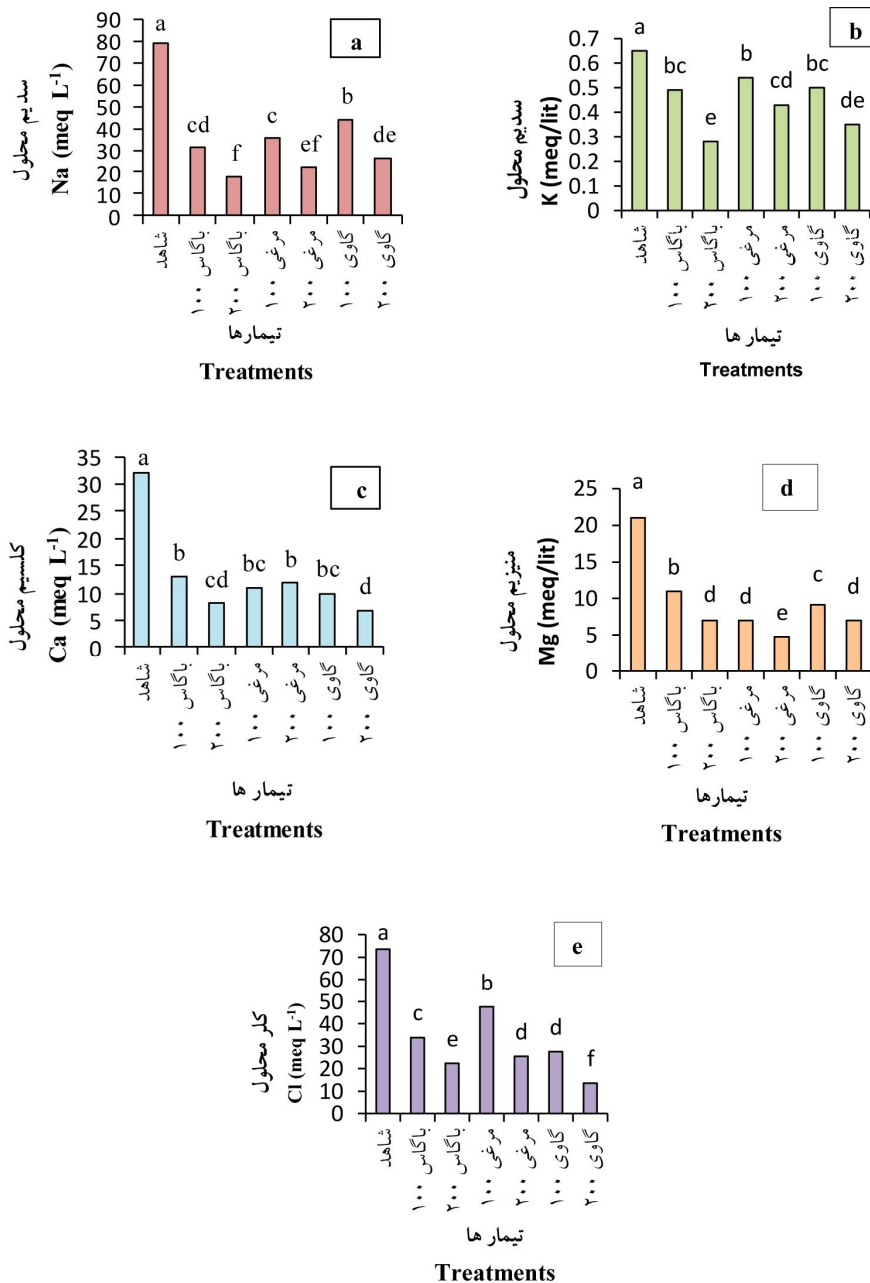 a
سدیم محلول
Na (meq L⁻¹)
90
80
70
60
50
40
30
20
10
0
a
cd
f
c
ef
b
de
شاهد
باگاس ۱۰۰
باگاس ۲۰۰
مرغی ۱۰۰
مرغی ۲۰۰
گاوی ۱۰۰
گاوی ۲۰۰
تیمارها
Treatments
b
سدیم محلول
K (meq/lit)
0.7
0.6
0.5
0.4
0.3
0.2
0.1
0
a
bc
e
b
cd
bc
de
شاهد
باگاس ۱۰۰
باگاس ۲۰۰
مرغی ۱۰۰
مرغی ۲۰۰
گاوی ۱۰۰
گاوی ۲۰۰
تیمار ها
Treatments
c
کلسیم محلول
Ca (meq L⁻¹)
35
30
25
20
15
10
5
0
a
b
cd
bc
b
bc
d
شاهد
باگاس ۱۰۰
باگاس ۲۰۰
مرغی ۱۰۰
مرغی ۲۰۰
گاوی ۱۰۰
گاوی ۲۰۰
تیمار ها
Treatments
d
منیزیم محلول
Mg (meq/lit)
25
20
15
10
5
0
a
b
d
d
e
c
d
شاهد
باگاس ۱۰۰
باگاس ۲۰۰
مرغی ۱۰۰
مرغی ۲۰۰
گاوی ۱۰۰
گاوی ۲۰۰
تیمارها
Treatments
e
کلر محلول
Cl (meq L⁻¹)
80
70
60
50
40
30
20
10
0
a
c
e
b
d
d
f
شاهد
باگاس ۱۰۰
باگاس ۲۰۰
مرغی ۱۰۰
مرغی ۲۰۰
گاوی ۱۰۰
گاوی ۲۰۰
تیمار ها
Treatments